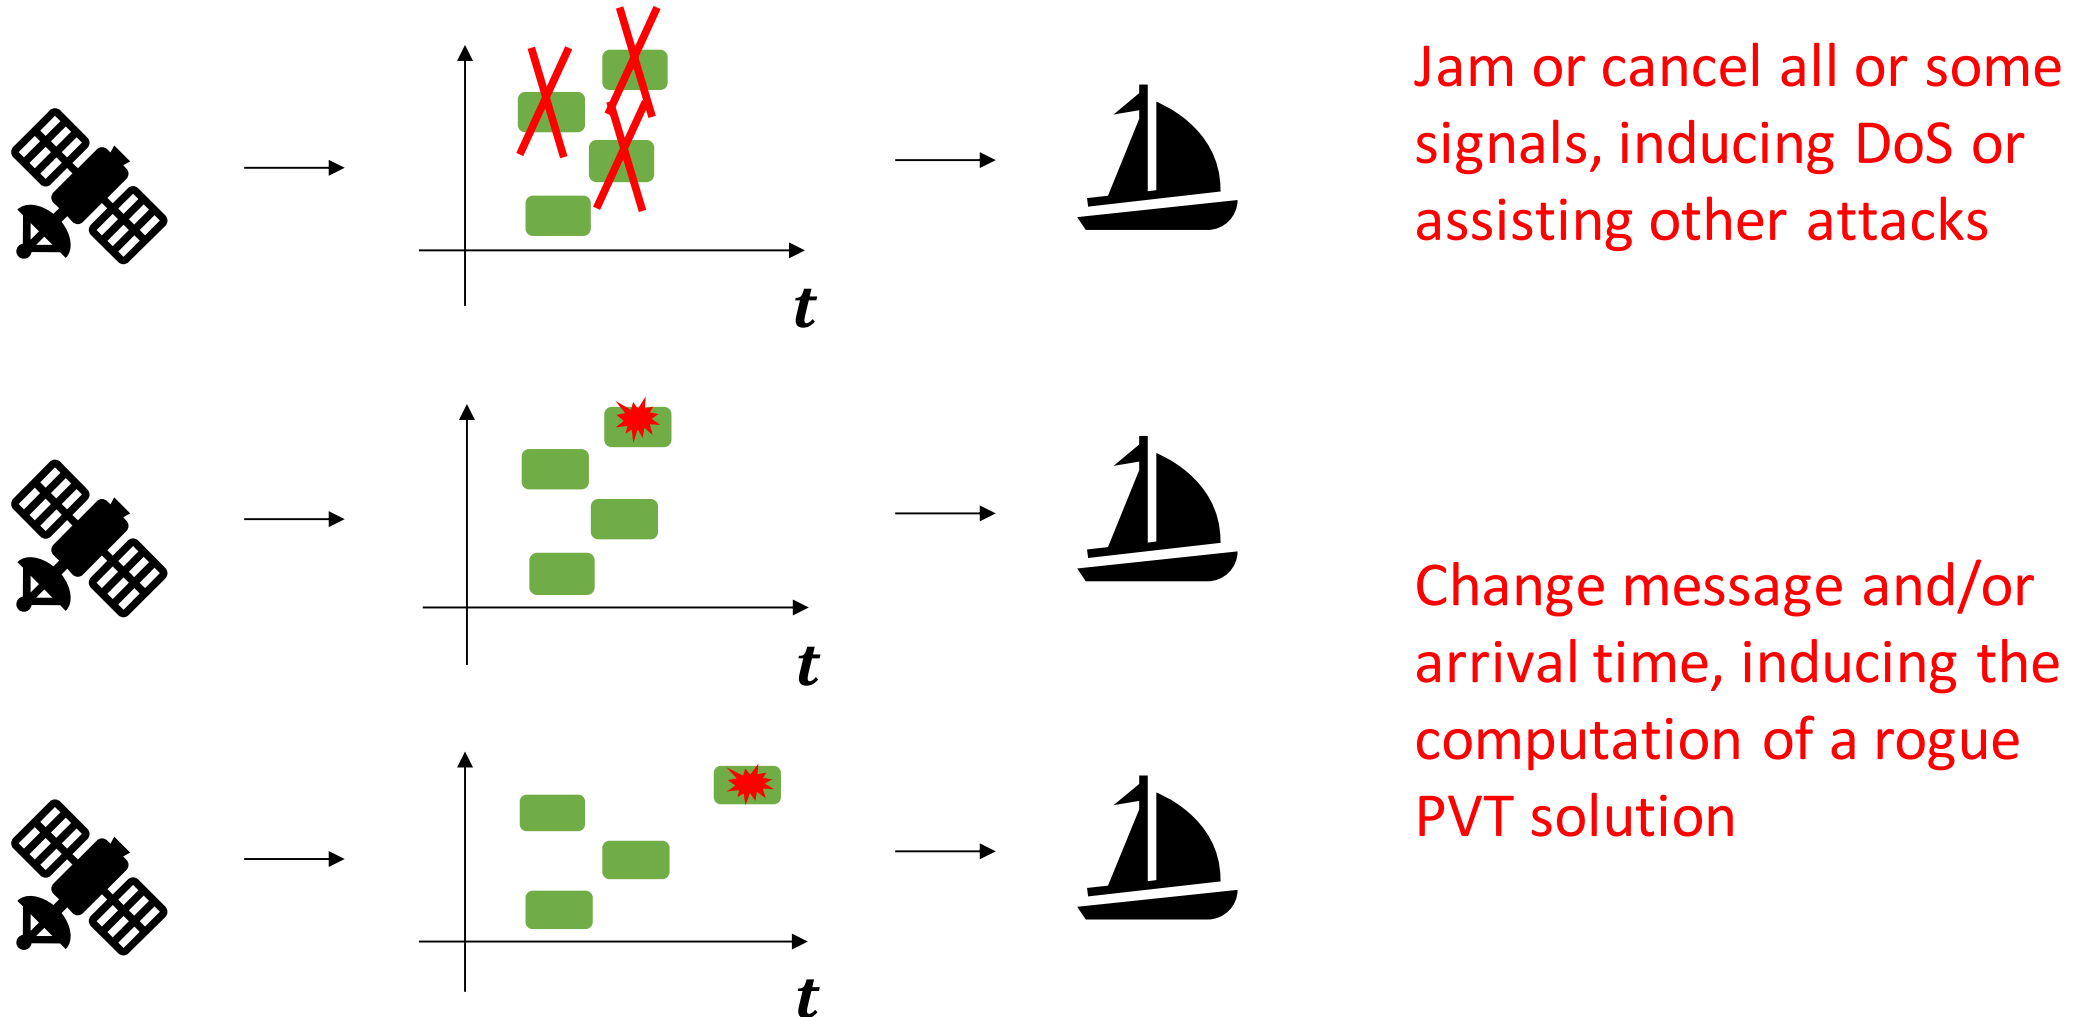 Jam or cancel all or some
signals, inducing DoS or
assisting other attacks
t
t
Change message and/or
arrival time, inducing the
computation of a rogue
PVT solution
t